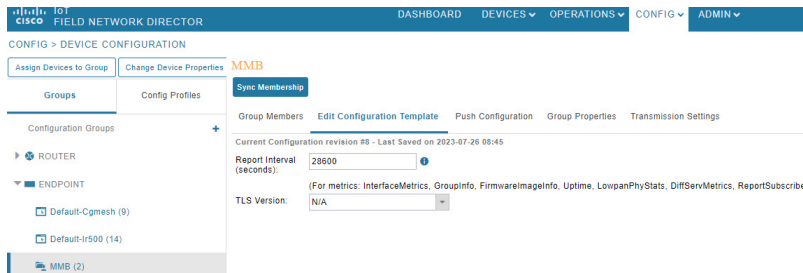 cisco IoT
FIELD NETWORK DIRECTOR
DASHBOARD DEVICES OPERATIONS CONFIG ADMIN
CONFIG > DEVICE CONFIGURATION
Assign Devices to Group Change Device Properties MMB
Sync Membership
Groups Config Profiles
Group Members Edit Configuration Template Push Configuration Group Properties Transmission Settings
Configuration Groups +
Current Configuration revision #8 - Last Saved on 2023-07-26 08:45
ROUTER
Report Interval (seconds): 28600
ENDPOINT
(For metrics: InterfaceMetrics, GroupInfo, FirmwareImageInfo, Uptime, LowpanPhyStats, DiffServMetrics, ReportSubscribe
TLS Version: N/A
Default-Cgmesh (9)
Default-Ir500 (14)
MMB (2)